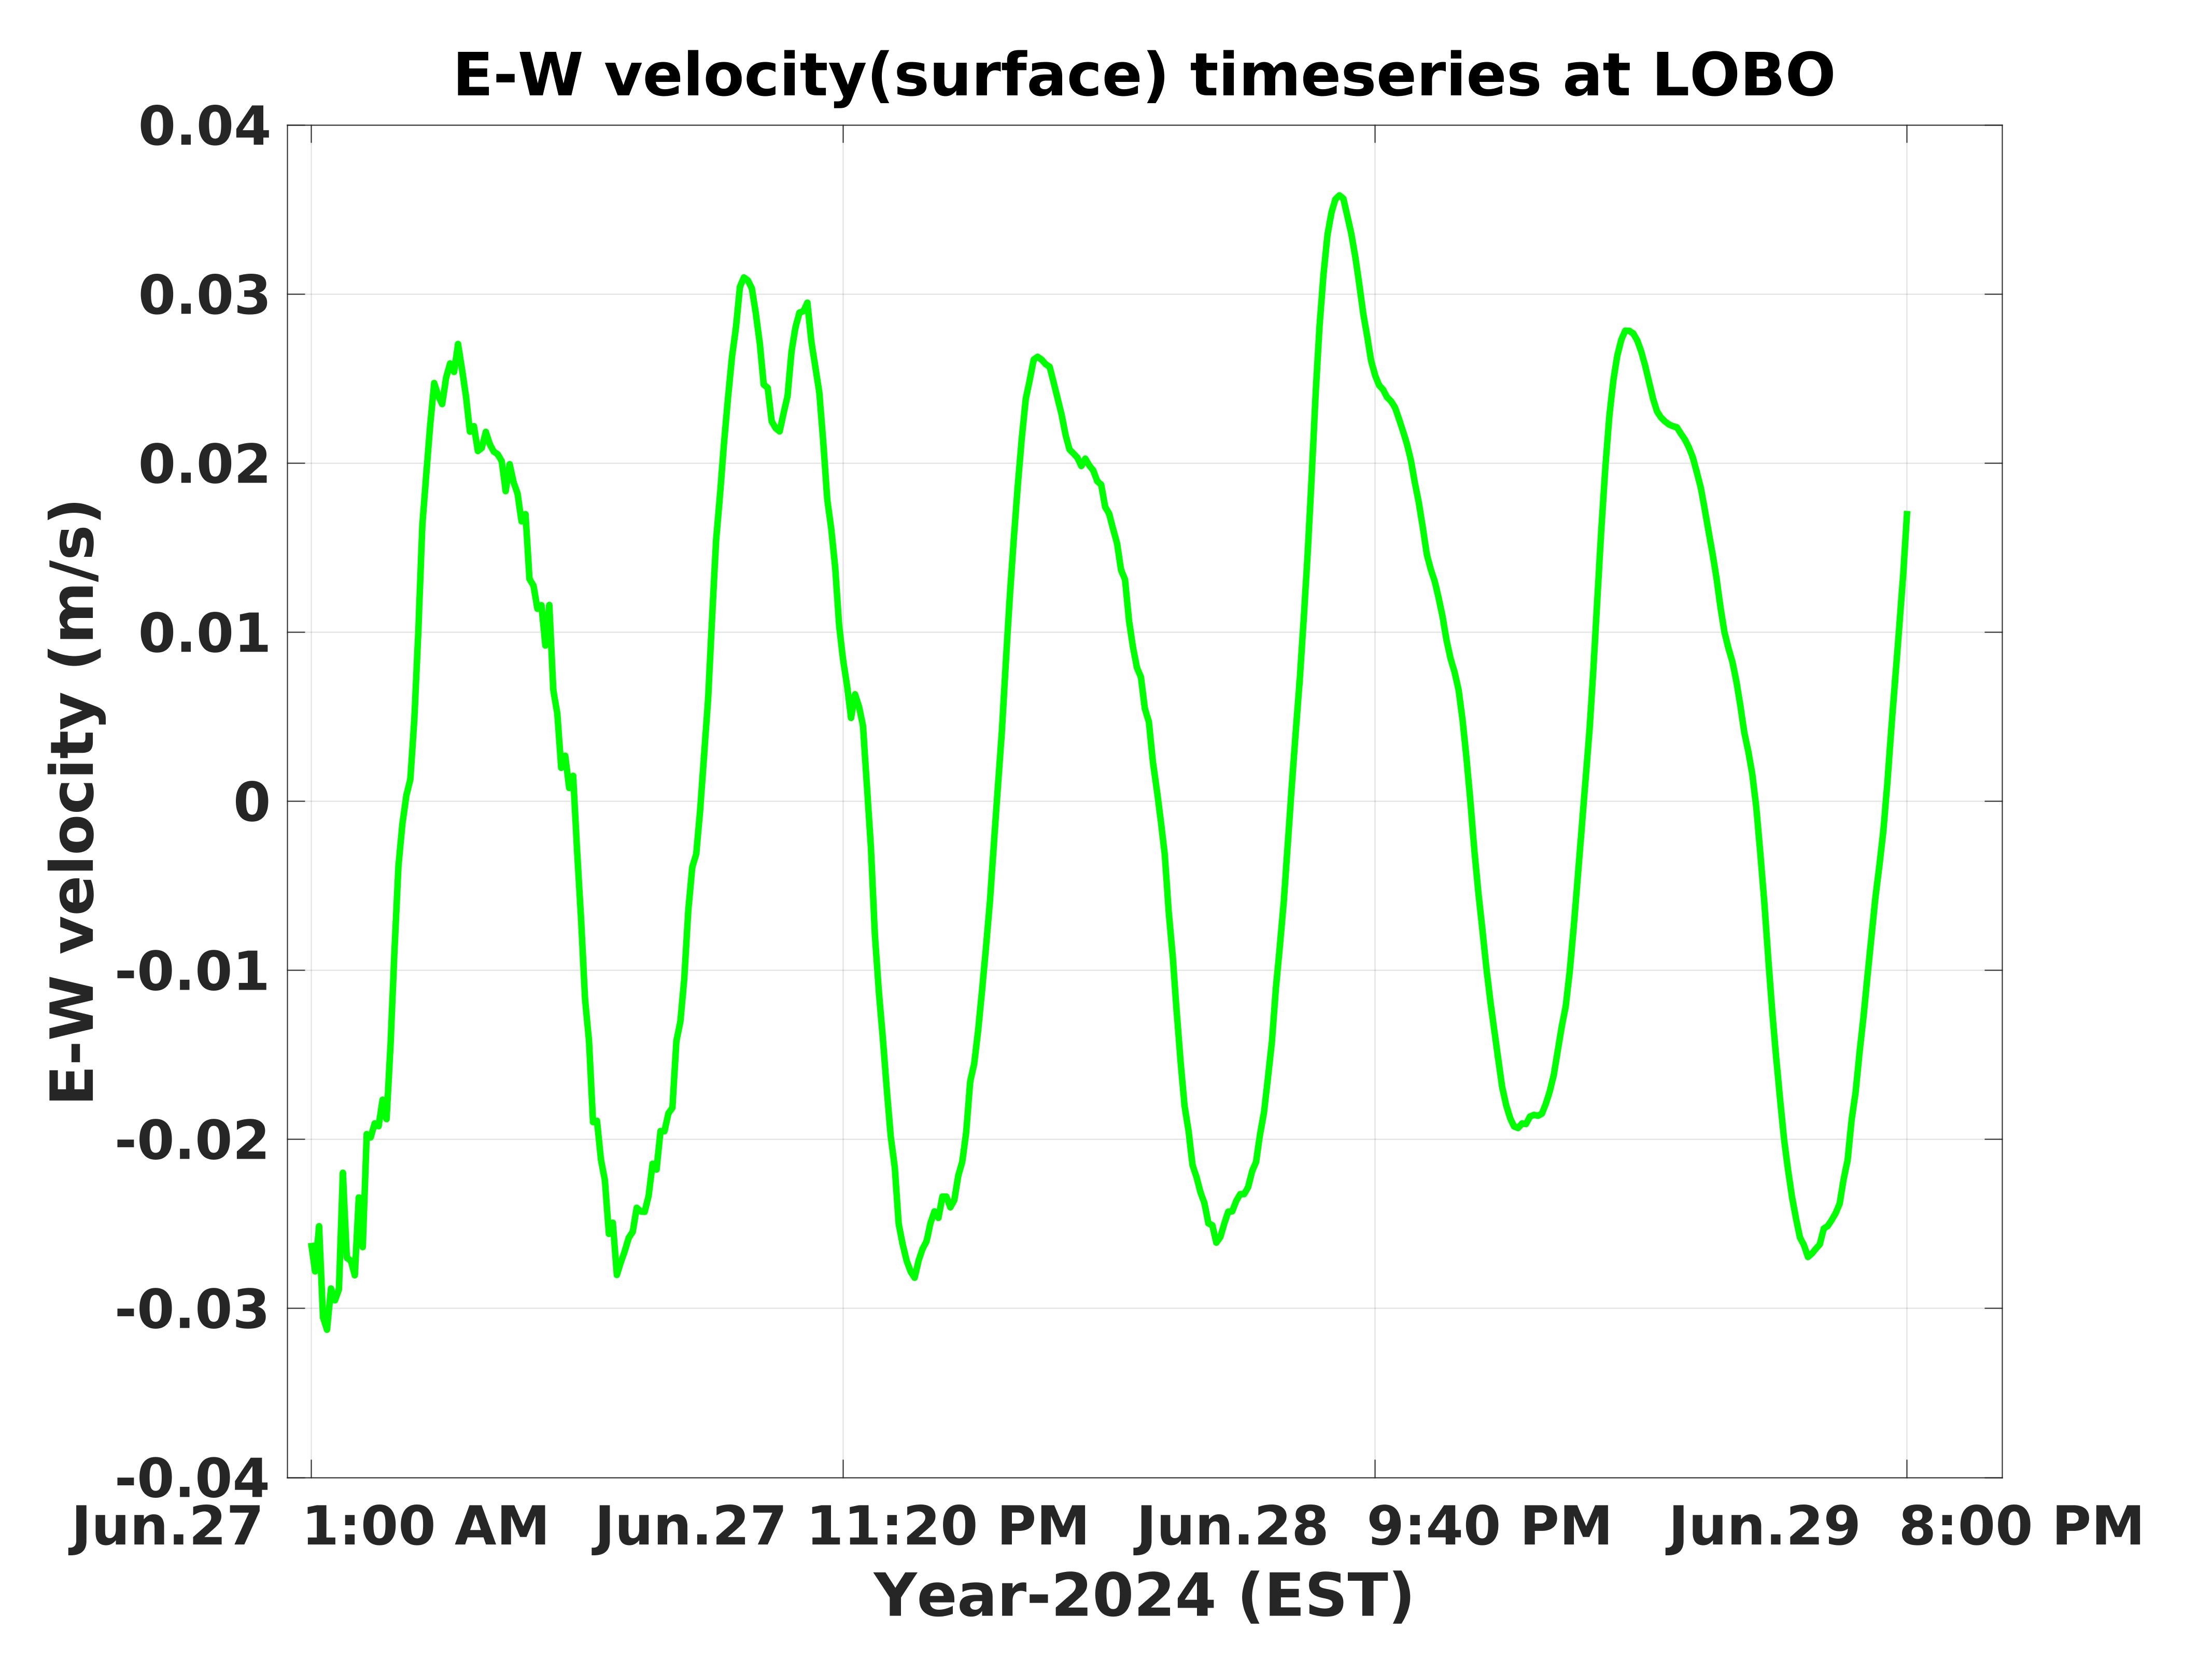 E-W velocity(surface) timeseries at LOBO
0.04
0.03
0.02
0.01
0
-0.01
-0.02
-0.03
-0.04
E-W velocity (m/s)
Jun.27 1:00 AM Jun.27 11:20 PM Jun.28 9:40 PM Jun.29 8:00 PM
Year-2024 (EST)